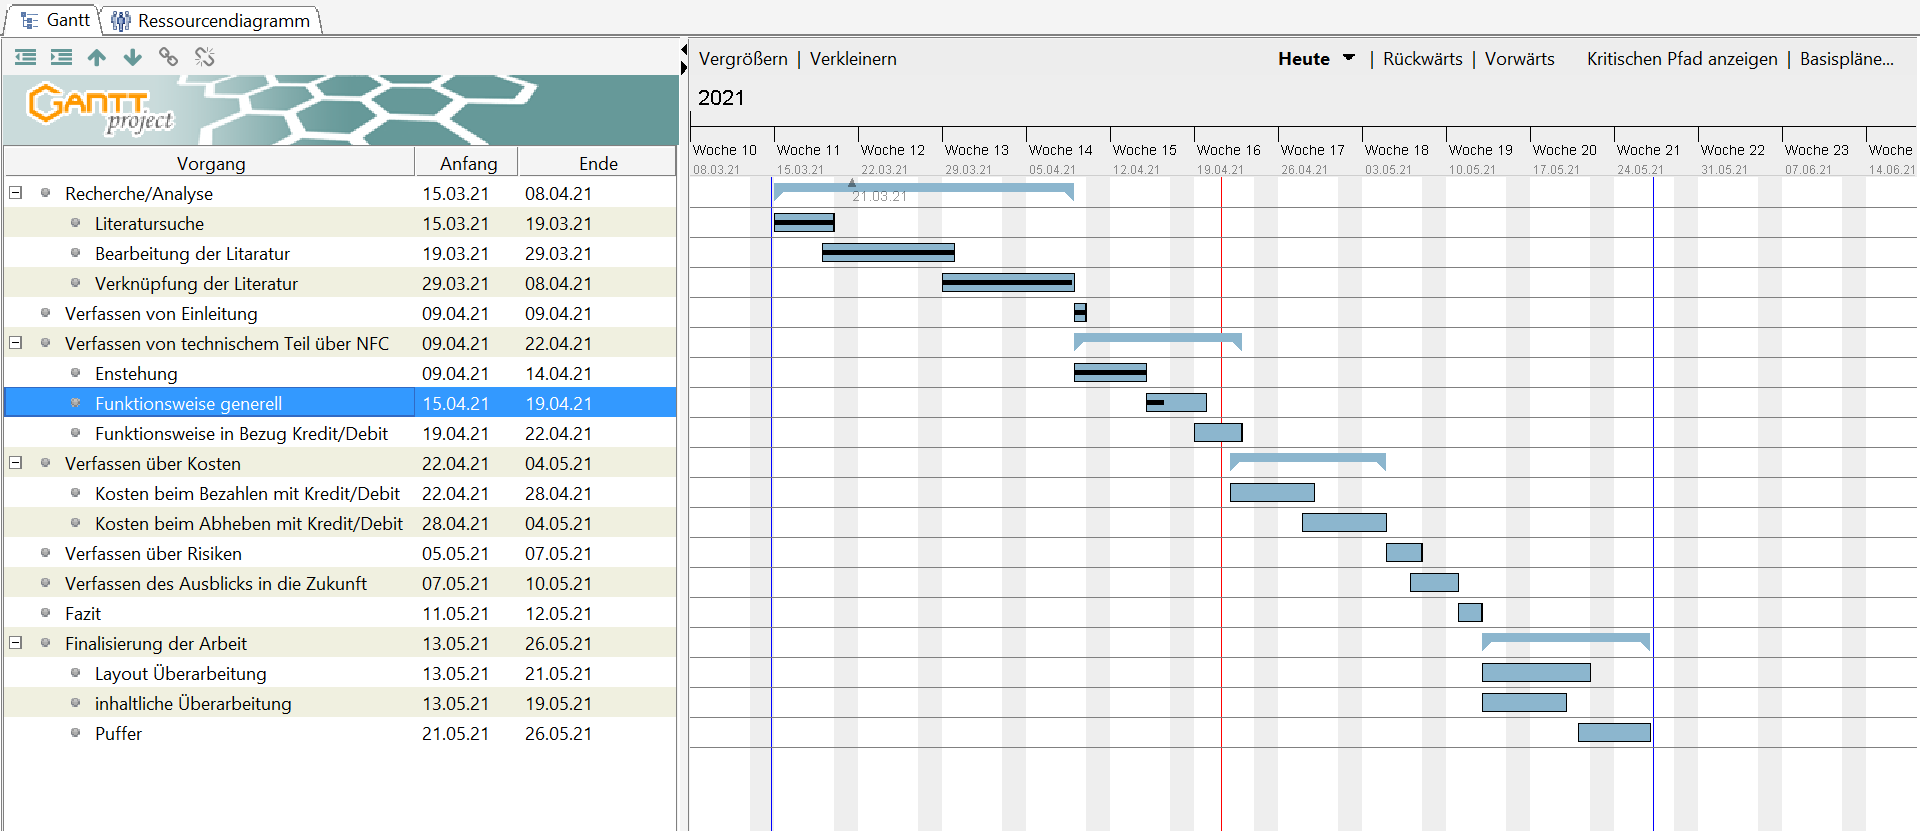 Gantt Ressourcendiagramm
GANTT
project
Vergrößern | Verkleinern Heute | Rückwärts | Vorwärts Kritischen Pfad anzeigen | Basispläne...
2021
Woche 10 Woche 11 Woche 12 Woche 13 Woche 14 Woche 15 Woche 16 Woche 17 Woche 18 Woche 19 Woche 20 Woche 21 Woche 22 Woche 23 Woche
08.03.21 15.03.21 22.03.21 29.03.21 05.04.21 12.04.21 19.04.21 26.04.21 03.05.21 10.05.21 17.05.21 24.05.21 31.05.21 07.06.21 14.06.21
21.03.21
Vorgang Anfang Ende
Recherche/Analyse 15.03.21 08.04.21
Literatursuche 15.03.21 19.03.21
Bearbeitung der Litaratur 19.03.21 29.03.21
Verknüpfung der Literatur 29.03.21 08.04.21
Verfassen von Einleitung 09.04.21 09.04.21
Verfassen von technischem Teil über NFC 09.04.21 22.04.21
Enstehung 09.04.21 14.04.21
Funktionsweise generell 15.04.21 19.04.21
Funktionsweise in Bezug Kredit/Debit 19.04.21 22.04.21
Verfassen über Kosten 22.04.21 04.05.21
Kosten beim Bezahlen mit Kredit/Debit 22.04.21 28.04.21
Kosten beim Abheben mit Kredit/Debit 28.04.21 04.05.21
Verfassen über Risiken 05.05.21 07.05.21
Verfassen des Ausblicks in die Zukunft 07.05.21 10.05.21
Fazit 11.05.21 12.05.21
Finalisierung der Arbeit 13.05.21 26.05.21
Layout Überarbeitung 13.05.21 21.05.21
inhaltliche Überarbeitung 13.05.21 19.05.21
Puffer 21.05.21 26.05.21